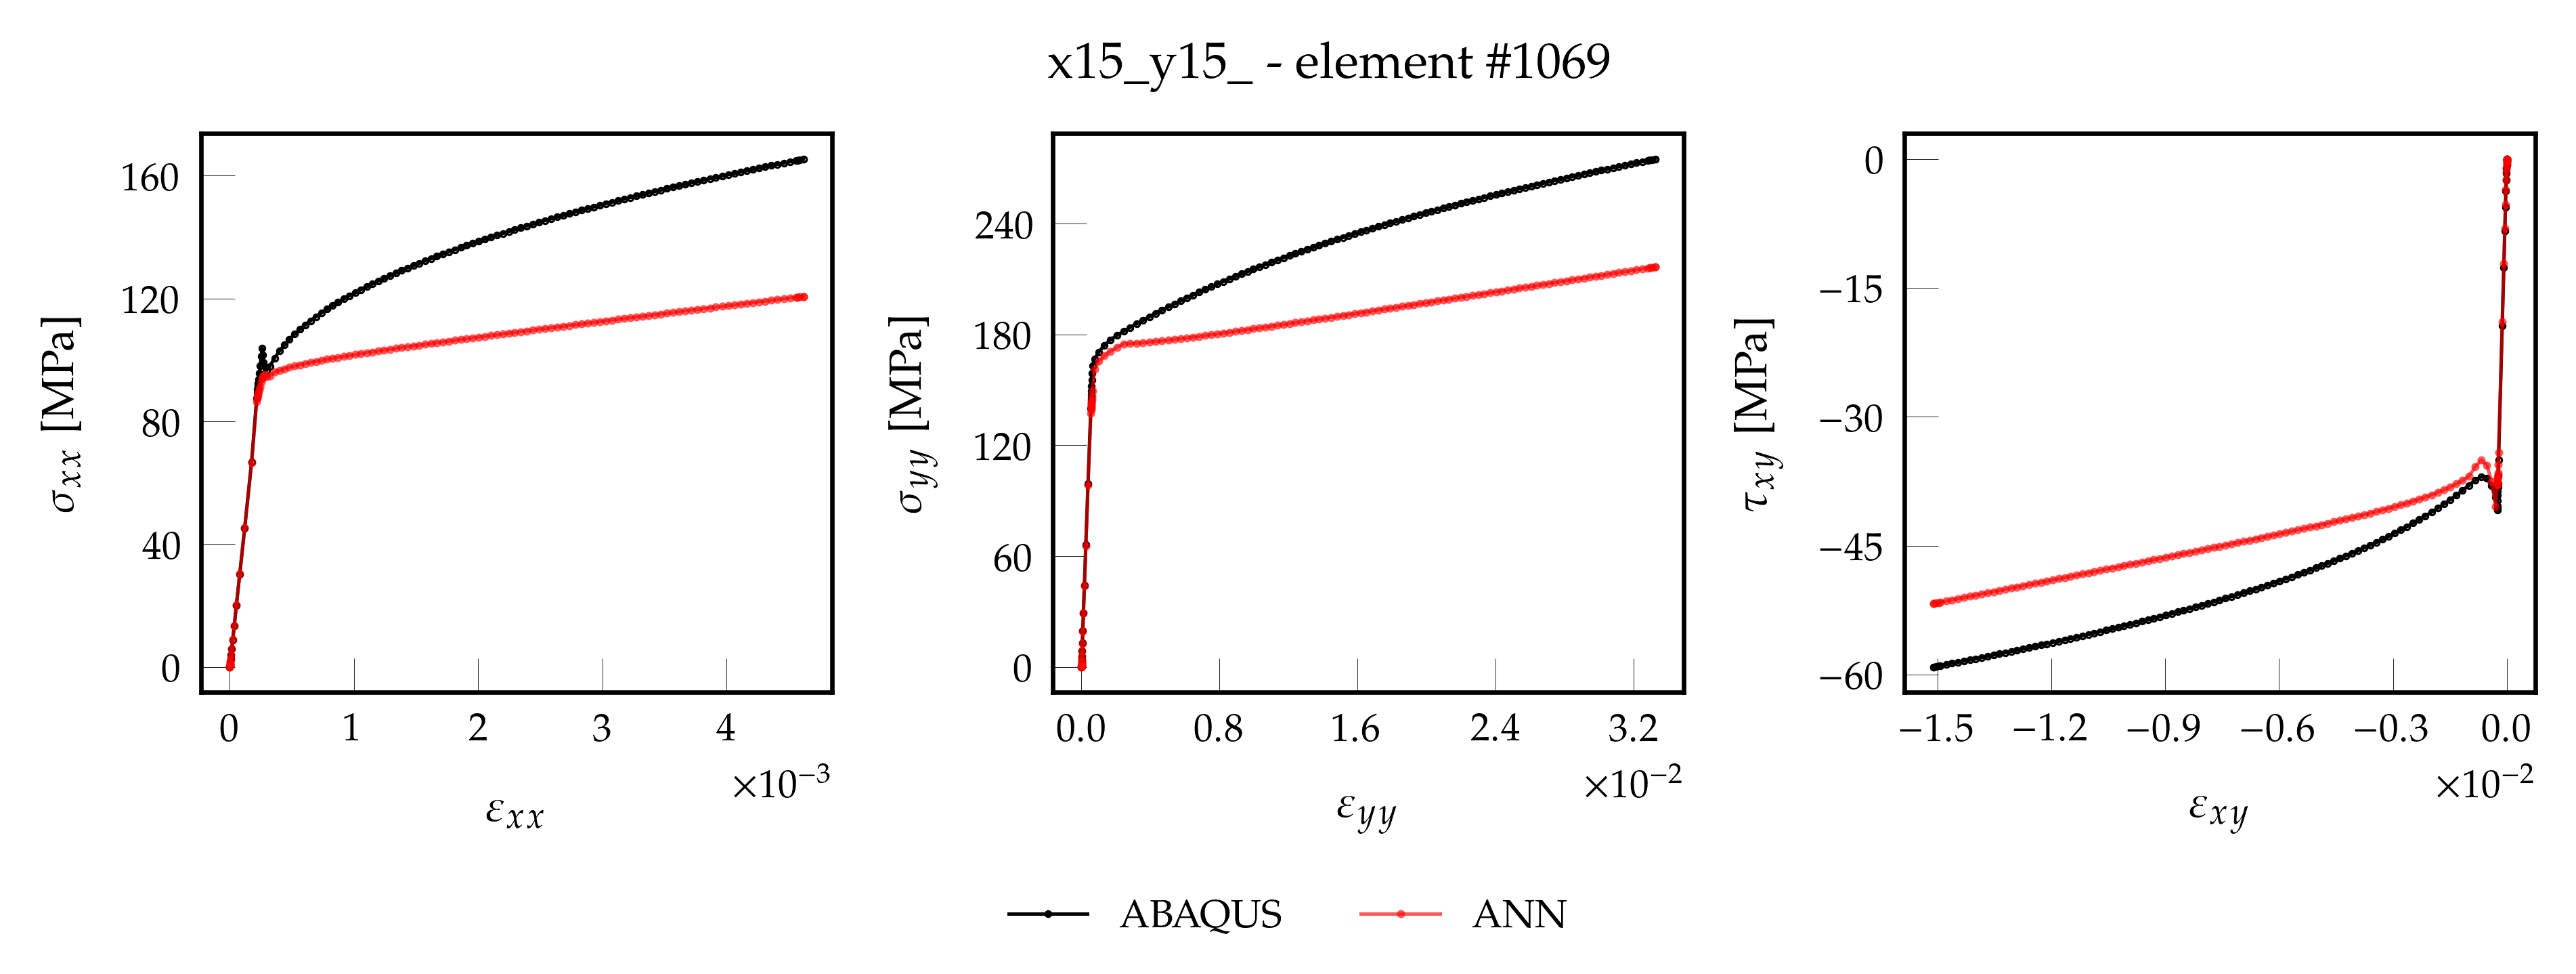 x15_y15_ - element #1069
σxx [MPa]
160
120
80
40
0
0 1 2 3 4
×10⁻³
εxx
σyy [MPa]
240
180
120
60
0
0.0 0.8 1.6 2.4 3.2
×10⁻²
εyy
τxy [MPa]
0
−15
−30
−45
−60
−1.5 −1.2 −0.9 −0.6 −0.3 0.0
×10⁻²
εxy
ABAQUS ANN